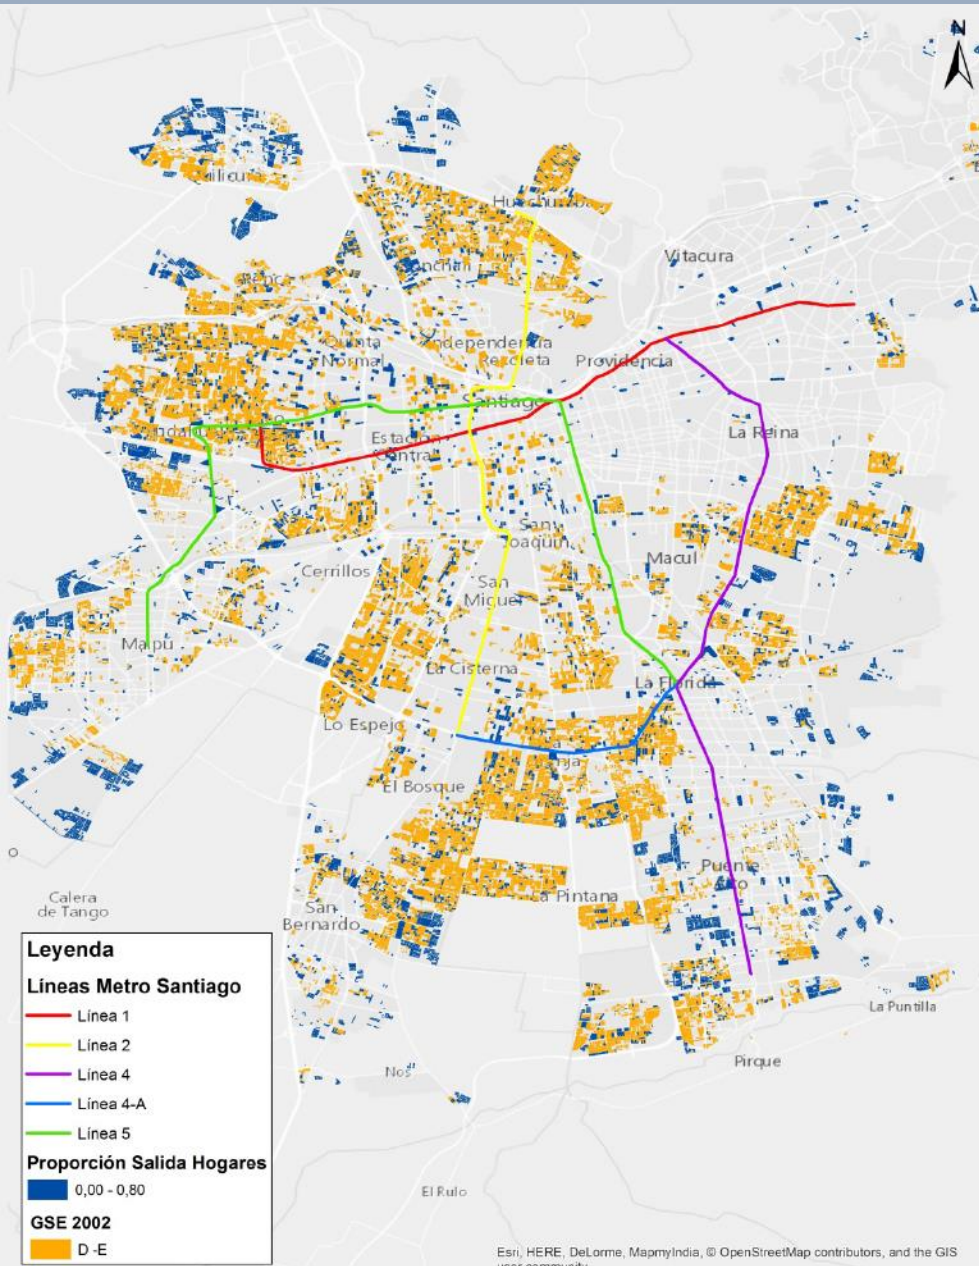 N
Vitacura
Providencia
Santiago
La Reina
Quinta
Normal
Independencia
Recoleta
Estación
Central
San
Joaquín
Macul
Cerrillos
San
Miguel
Maipú
La Cisterna
La Florida
Lo Espejo
El Bosque
Puente
Alto
La Pintana
San
Bernardo
Calera
de Tango
La Puntilla
Pirque
Nos
El Rulo
Leyenda
Líneas Metro Santiago
Línea 1
Línea 2
Línea 4
Línea 4-A
Línea 5
Proporción Salida Hogares
0,00 - 0,80
GSE 2002
D -E
Esri, HERE, DeLorme, MapmyIndia, © OpenStreetMap contributors, and the GIS
user community